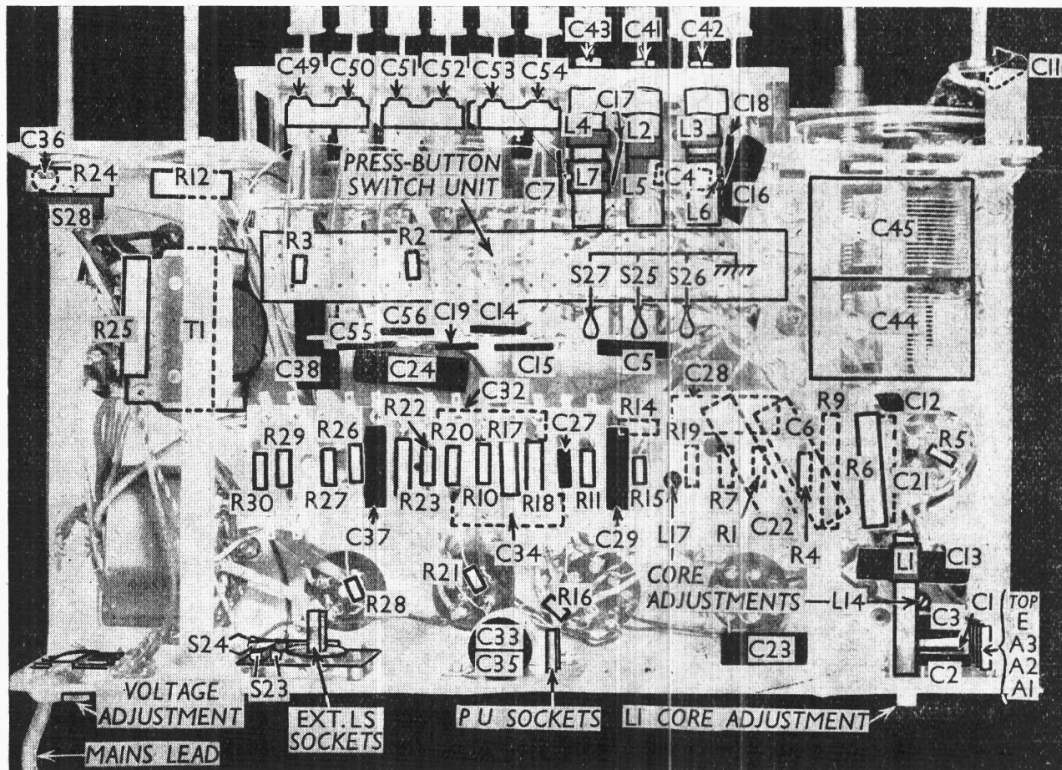 C43 C41 C42
C49 C50 C51 C52 C53 C54
C11
C17 C18
L4 L2 L3
C36
R24
R12
PRESS-BUTTON
SWITCH UNIT
C7
L7 L5 C4
L6 C16
S28
C45
R3
R2
S27 S25 S26
R25
T1
C44
C56 C14
C55 C19
C38 C24 C15 C5
C32
C28
R22
R14
R9
C12
R29 R26 R20 R17 C27 R19 C6 R5
R6
R30 R27 R23 R10 R18 R11 R15 R7 C21
C37 C34 C29 L17 R1 C22 R4
L1 C13
R28
R21
R16
CORE
ADJUSTMENTS
L14
C1
TOP
E
A3
A2
A1
C3
C2
S24
S23
C33
C35
C23
VOLTAGE
ADJUSTMENT
EXT. LS
SOCKETS
P U SOCKETS
L1 CORE ADJUSTMENT
MAINS LEAD